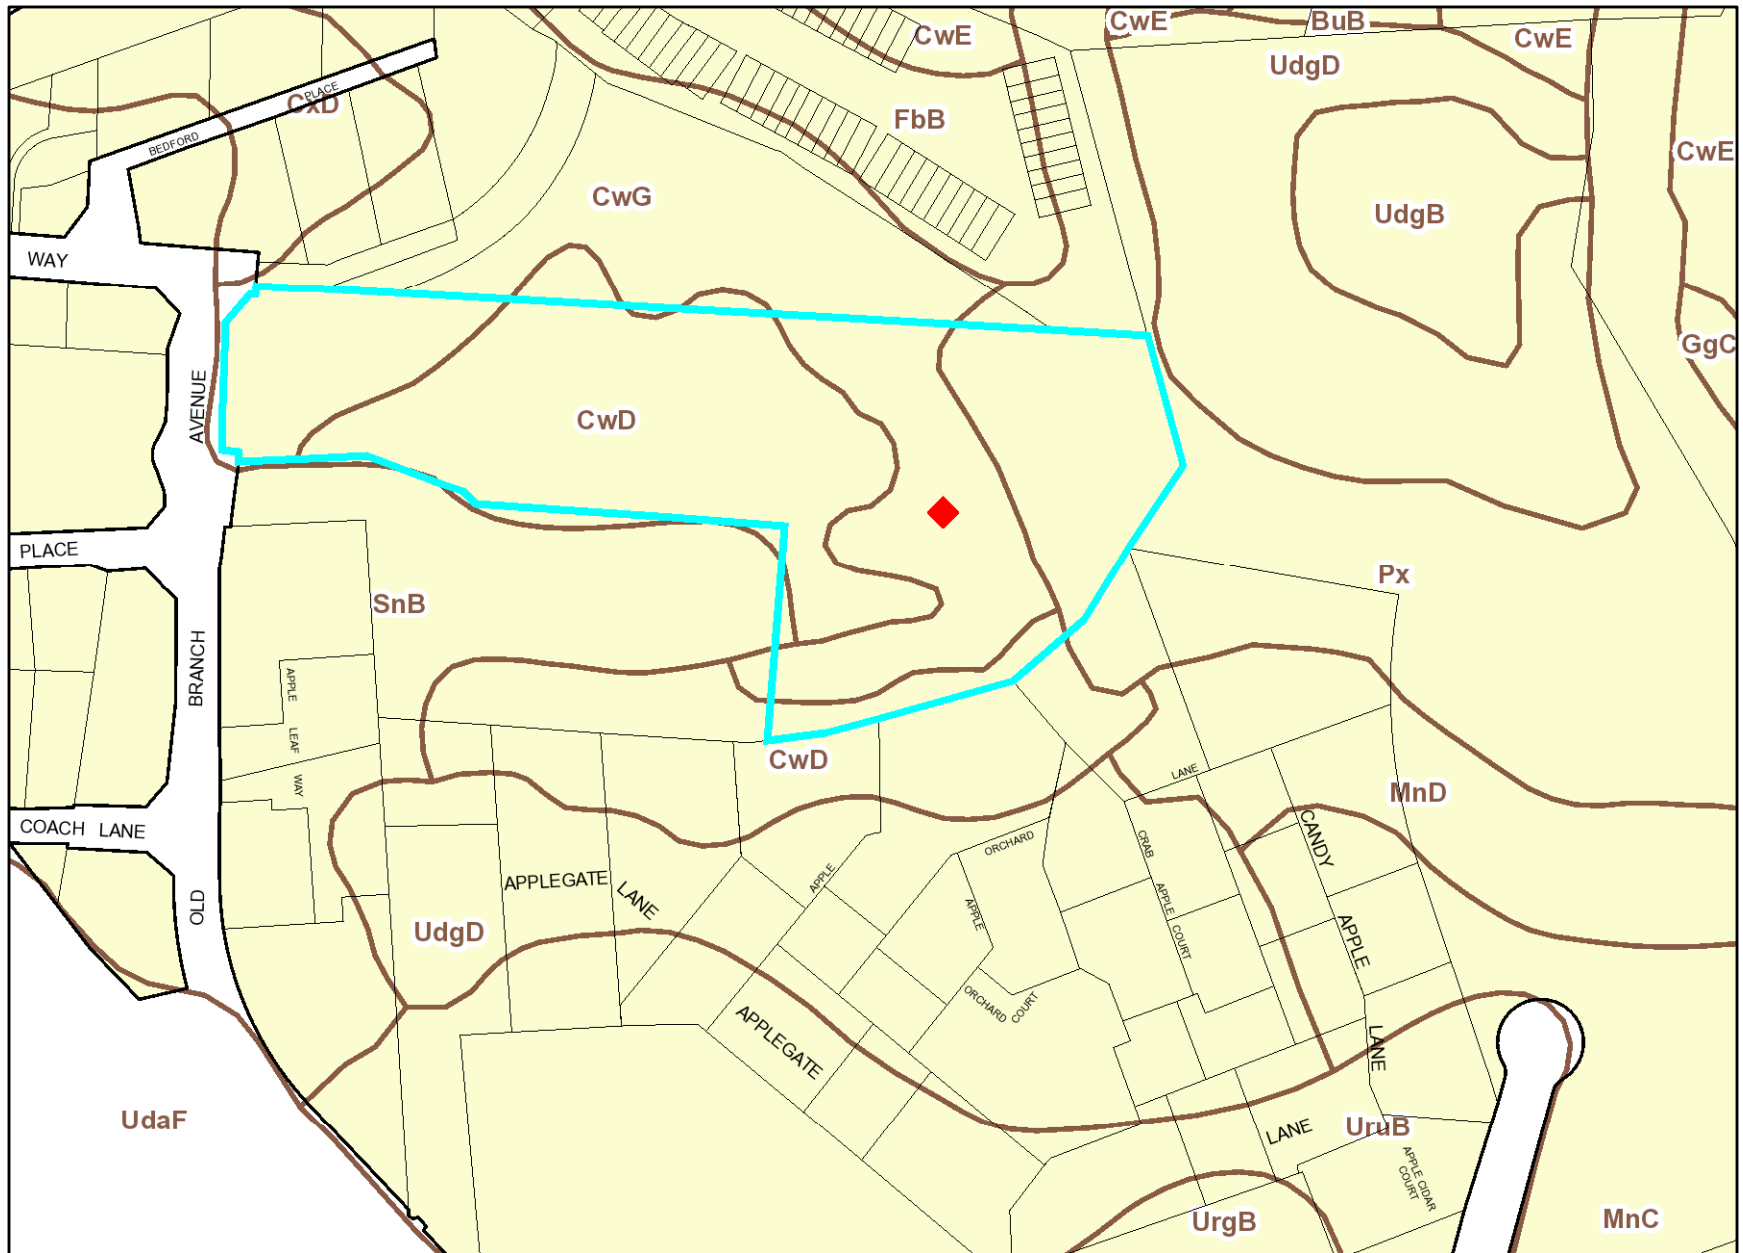 CwE
CwE
BuB
CwE
UdgD
CxD
PLACE
BEDFORD
FbB
CwE
CwG
UdgB
WAY
GgC
AVENUE
CwD
PLACE
Px
SnB
BRANCH
APPLE
LEAF
WAY
CwD
LANE
MnD
COACH LANE
CANDY
ORCHARD
CRAB
APPLE
APPLEGATE
LANE
OLD
APPLE
APPLE
APPLE
UdgD
COURT
ORCHARD
COURT
APPLEGATE
LANE
UdaF
LANE
UruB
APPLE CIDAR
COURT
UrgB
MnC